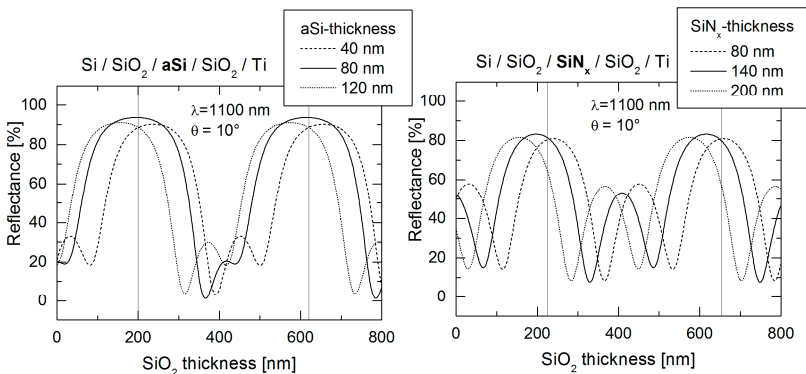 aSi-thickness
40 nm
80 nm
120 nm
Si / SiO2 / aSi / SiO2 / Ti
λ=1100 nm
θ = 10°
Reflectance [%]
100
80
60
40
20
0
0 200 400 600 800
SiO2 thickness [nm]
SiNx-thickness
80 nm
140 nm
200 nm
Si / SiO2 / SiNx / SiO2 / Ti
λ=1100 nm
θ = 10°
Reflectance [%]
100
80
60
40
20
0
0 200 400 600 800
SiO2 thickness [nm]